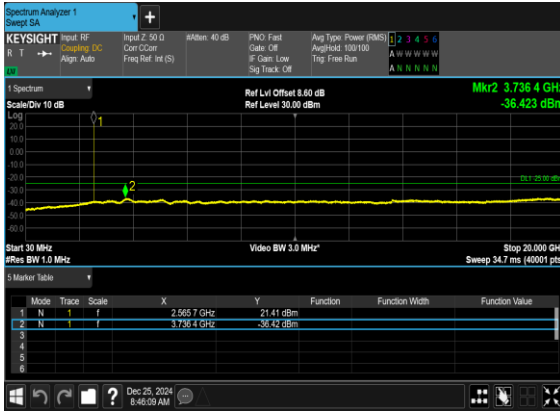 Spectrum Analyzer 1
Swept SA
+
KEYSIGHT Input: RF Input Z: 50 Ω #Atten: 40 dB PNO: Fast Avg Type: Power (RMS) 1 2 3 4 5 6
R T Coupling: DC Corr CCorr Gate: Off Avg|Hold: 100/100 A W W W W W
Align: Auto Freq Ref: Int (S) IF Gain: Low Trig: Free Run
Sig Track: Off A N N N N N
1 Spectrum
Ref Lvl Offset 8.60 dB Mkr2 3.736 4 GHz
Scale/Div 10 dB Ref Level 30.00 dBm -36.423 dBm
Log
1
20.0
10.0
0.00
-10.0
-20.0
DL1 -25.00 dBm
-30.0
2
-40.0
-50.0
-60.0
Start 30 MHz Video BW 3.0 MHz* Stop 20.000 GHz
#Res BW 1.0 MHz Sweep 34.7 ms (40001 pts)
5 Marker Table
Mode Trace Scale X Y Function Function Width Function Value
1 N 1 f 2.565 7 GHz 21.41 dBm
2 N 1 f 3.736 4 GHz -36.42 dBm
3
4
5
6
? Dec 25, 2024
8:46:09 AM